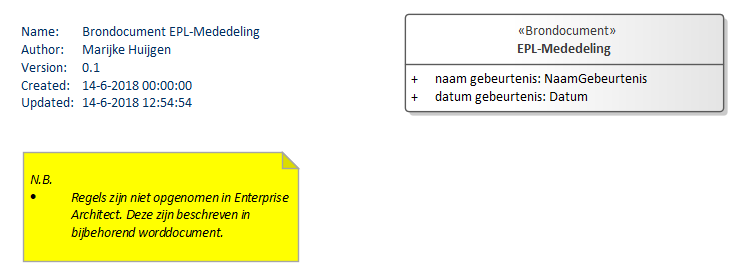 Name: Brondocument EPL-Mededeling
Author: Marijke Huijgen
Version: 0.1
Created: 14-6-2018 00:00:00
Updated: 14-6-2018 12:54:54
«Brondocument»
EPL-Mededeling
+ naam gebeurtenis: NaamGebeurtenis
+ datum gebeurtenis: Datum
N.B.
• Regels zijn niet opgenomen in Enterprise
Architect. Deze zijn beschreven in
bijbehorend worddocument.